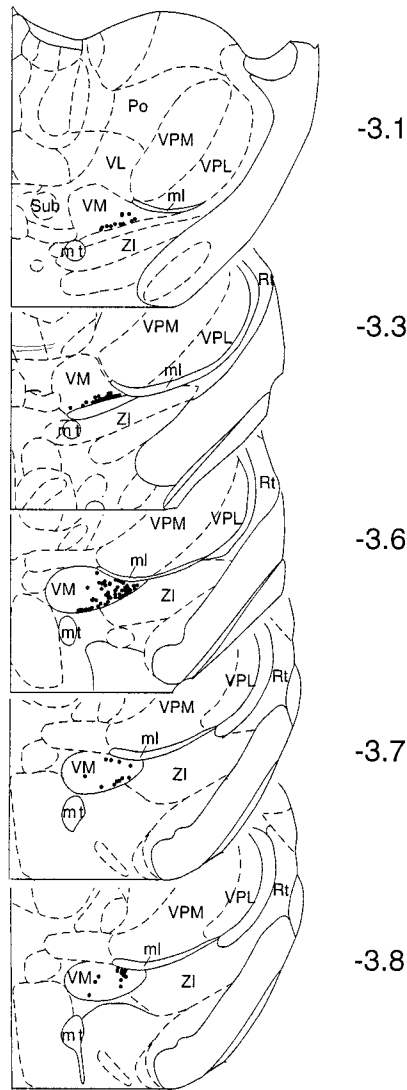 Po
-3.1
VPM
VL
VPL
ml
Sub
VM
mt
ZI
Rt
-3.3
VPM
VPL
VM
ml
mt
ZI
Rt
-3.6
VPM
VPL
ml
VM
ZI
mt
VPL
Rt
-3.7
VPM
ml
VM
ZI
mt
VPL
Rt
-3.8
VPM
ml
VM
ZI
mt